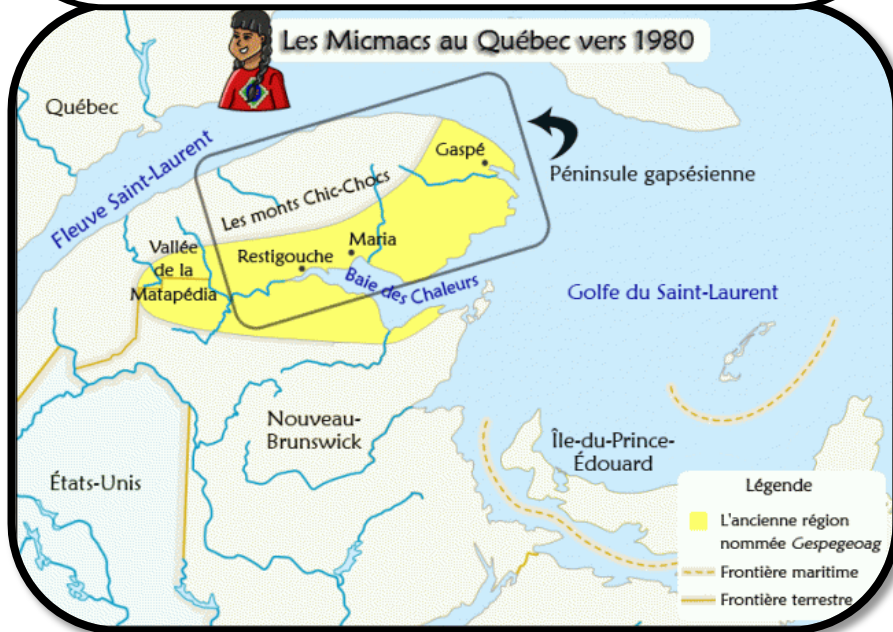 Les Micmacs au Québec vers 1980
Québec
Fleuve Saint-Laurent
Gaspé
Péninsule gapsésienne
Les monts Chic-Chocs
Vallée
de la
Matapédia
Restigouche
Maria
Baie des Chaleurs
Golfe du Saint-Laurent
Nouveau-
Brunswick
Île-du-Prince-
Édouard
États-Unis
Légende
L'ancienne région
nommée Gespegeoag
Frontière maritime
Frontière terrestre